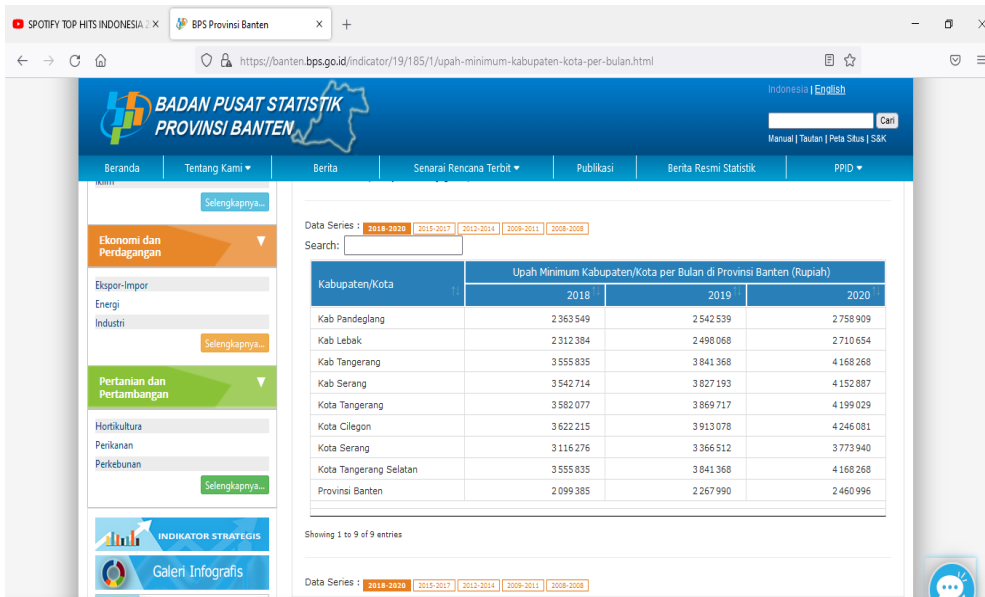 SPOTIFY TOP HITS INDONESIA 2
BPS Provinsi Banten
https://banten.bps.go.id/indicator/19/185/1/upah-minimum-kabupaten-kota-per-bulan.html
Indonesia | English
BADAN PUSAT STATISTIK
PROVINSI BANTEN
Cari
Manual | Tautan | Peta Situs | S&K
Beranda Tentang Kami Berita Senarai Rencana Terbit Publikasi Berita Resmi Statistik PPID
Selengkapnya...
Ekonomi dan
Perdagangan
Ekspor-Impor
Energi
Industri
Selengkapnya...
Pertanian dan
Pertambangan
Hortikultura
Perikanan
Perkebunan
Selengkapnya...
INDIKATOR STRATEGIS
Galeri Infografis
Data Series : 2018-2020 2015-2017 2012-2014 2009-2011 2008-2008
Search:
Kabupaten/Kota Upah Minimum Kabupaten/Kota per Bulan di Provinsi Banten (Rupiah)
2018 2019 2020
Kab Pandeglang 2 363 549 2 542 539 2 758 909
Kab Lebak 2 312 384 2 498 068 2 710 654
Kab Tangerang 3 555 835 3 841 368 4 168 268
Kab Serang 3 542 714 3 827 193 4 152 887
Kota Tangerang 3 582 077 3 869 717 4 199 029
Kota Cilegon 3 622 215 3 913 078 4 246 081
Kota Serang 3 116 276 3 366 512 3 773 940
Kota Tangerang Selatan 3 555 835 3 841 368 4 168 268
Provinsi Banten 2 099 385 2 267 990 2 460 996
Showing 1 to 9 of 9 entries
Data Series : 2018-2020 2015-2017 2012-2014 2009-2011 2008-2008